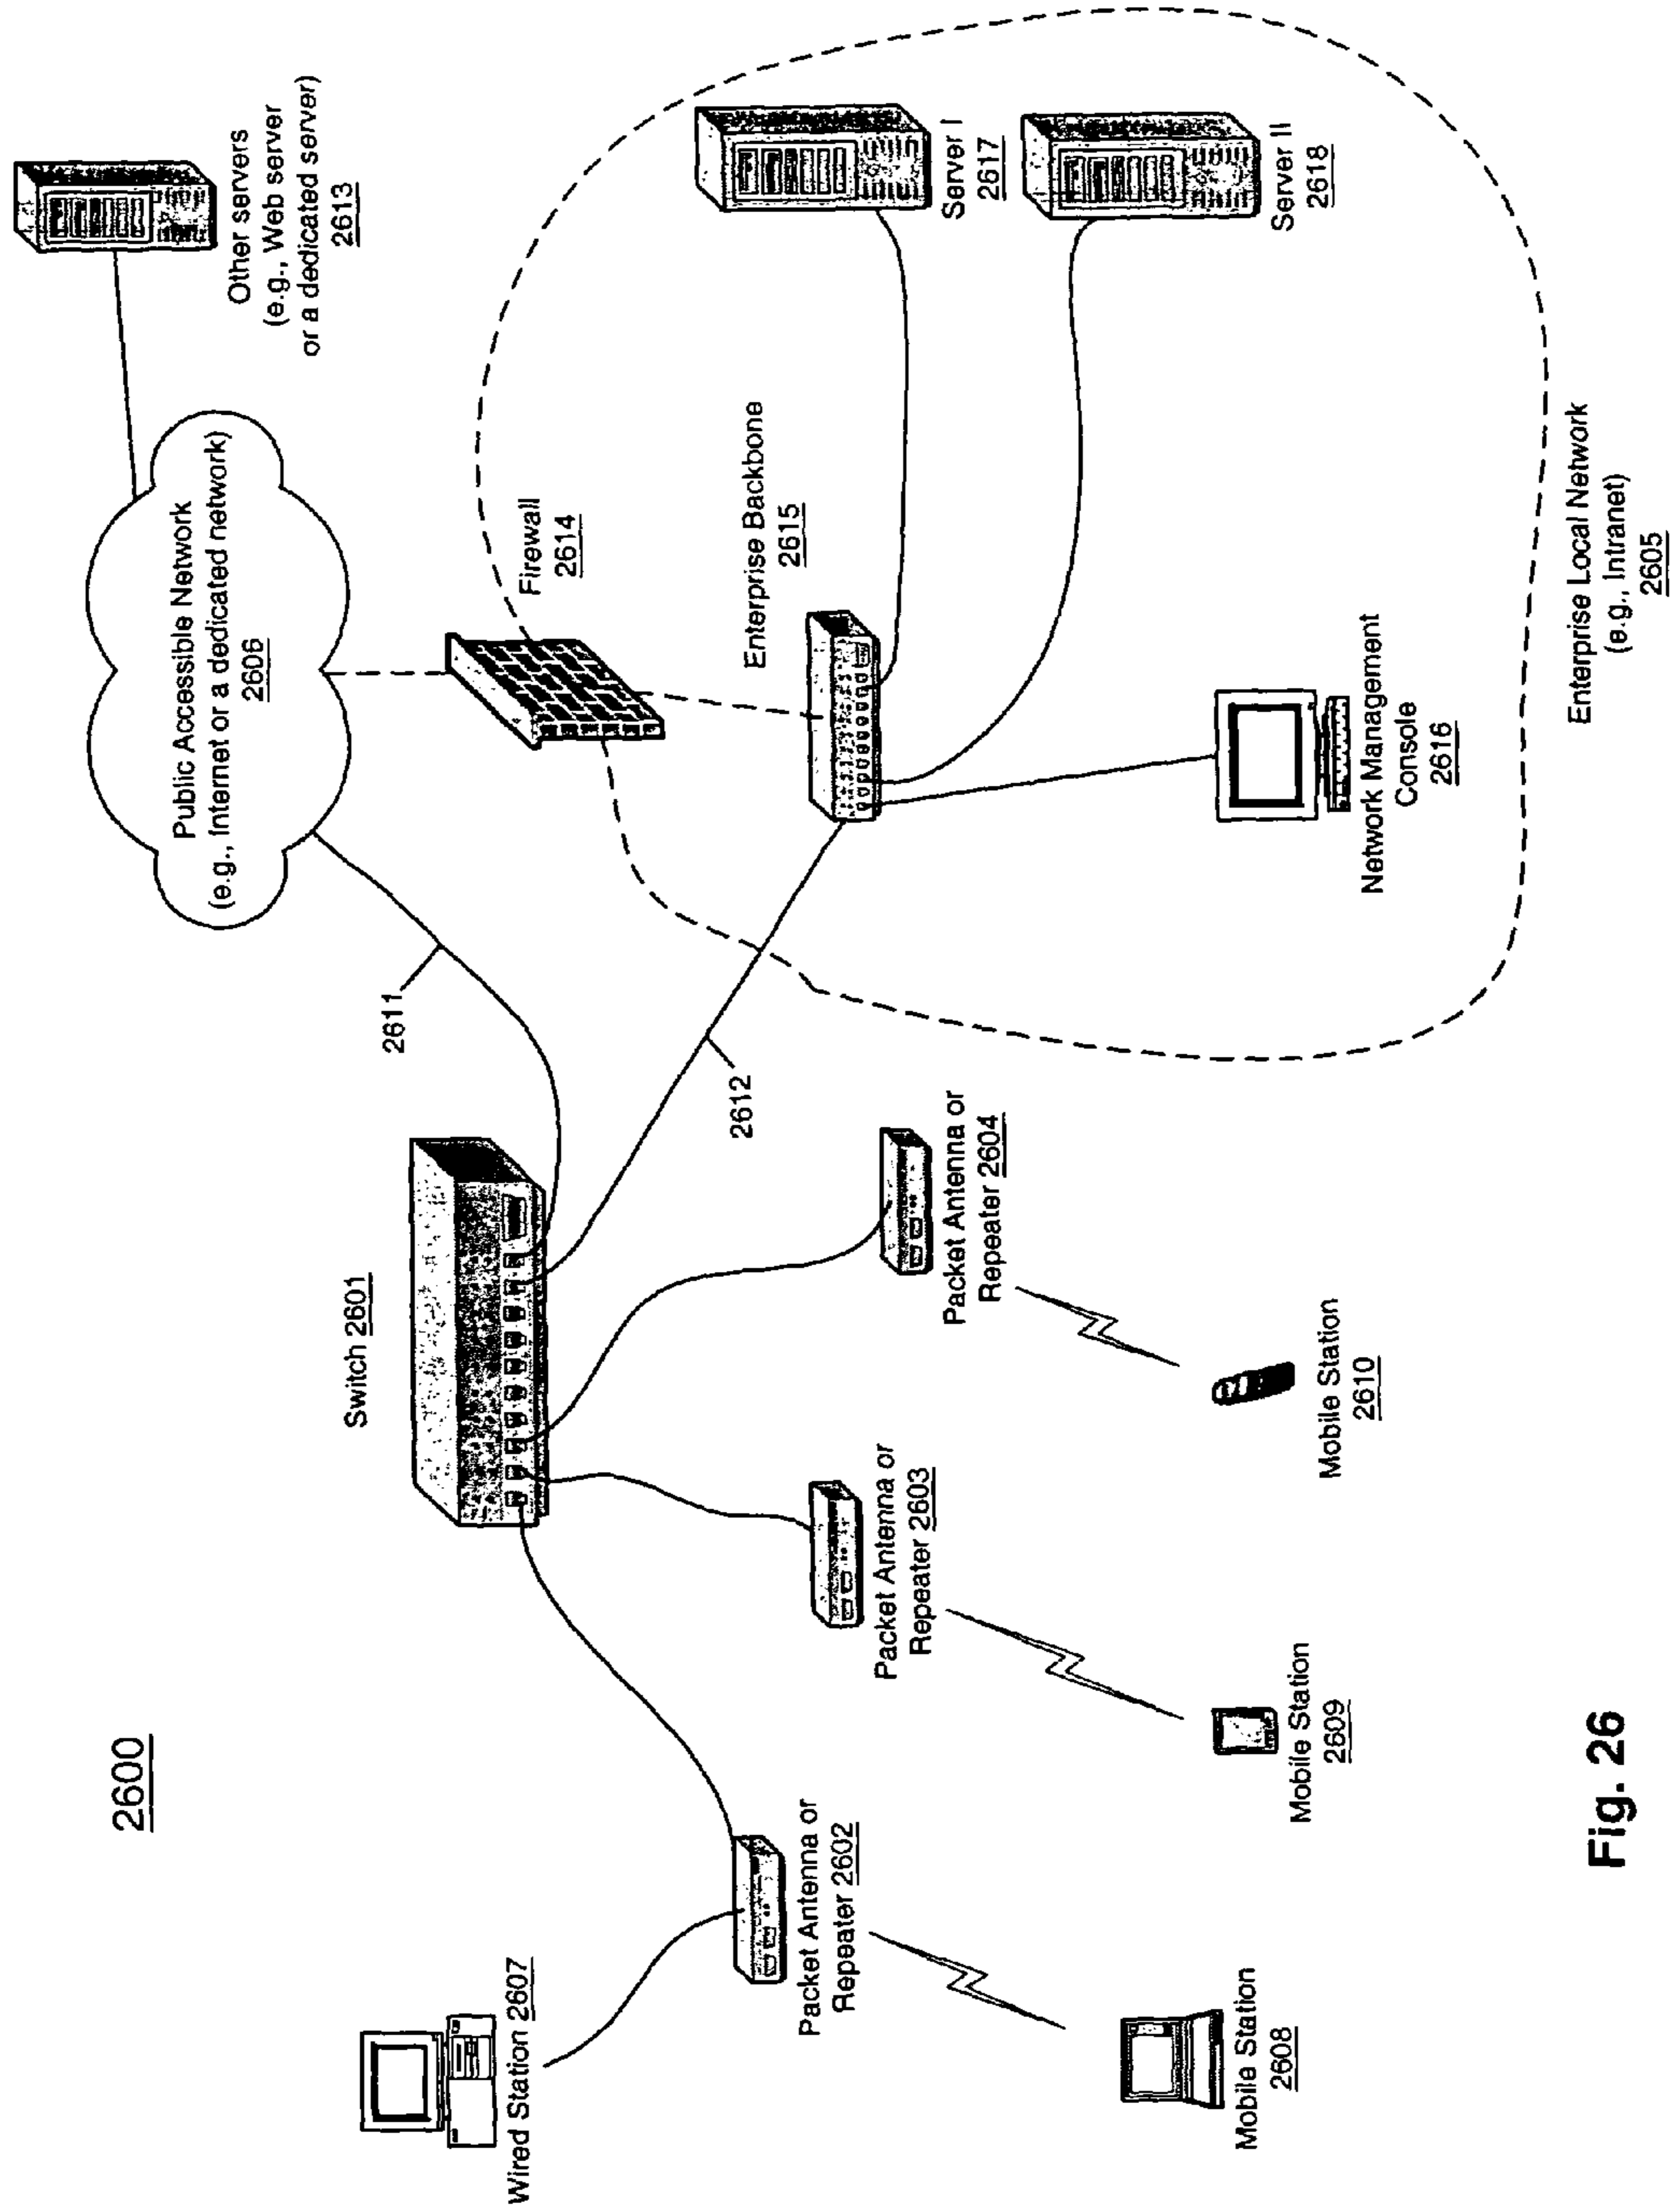 2600
Other servers
(e.g., Web server
or a dedicated server)
2613
Public Accessible Network
(e.g., Internet or a dedicated network)
2606
2611
Switch 2601
Firewall
2614
Wired Station 2607
Enterprise Backbone
2615
2612
Server I
2617
Server II
2618
Packet Antenna or
Repeater 2602
Packet Antenna or
Repeater 2603
Packet Antenna or
Repeater 2604
Mobile Station
2608
Mobile Station
2609
Mobile Station
2610
Network Management
Console
2616
Enterprise Local Network
(e.g., Intranet)
2605
Fig. 26